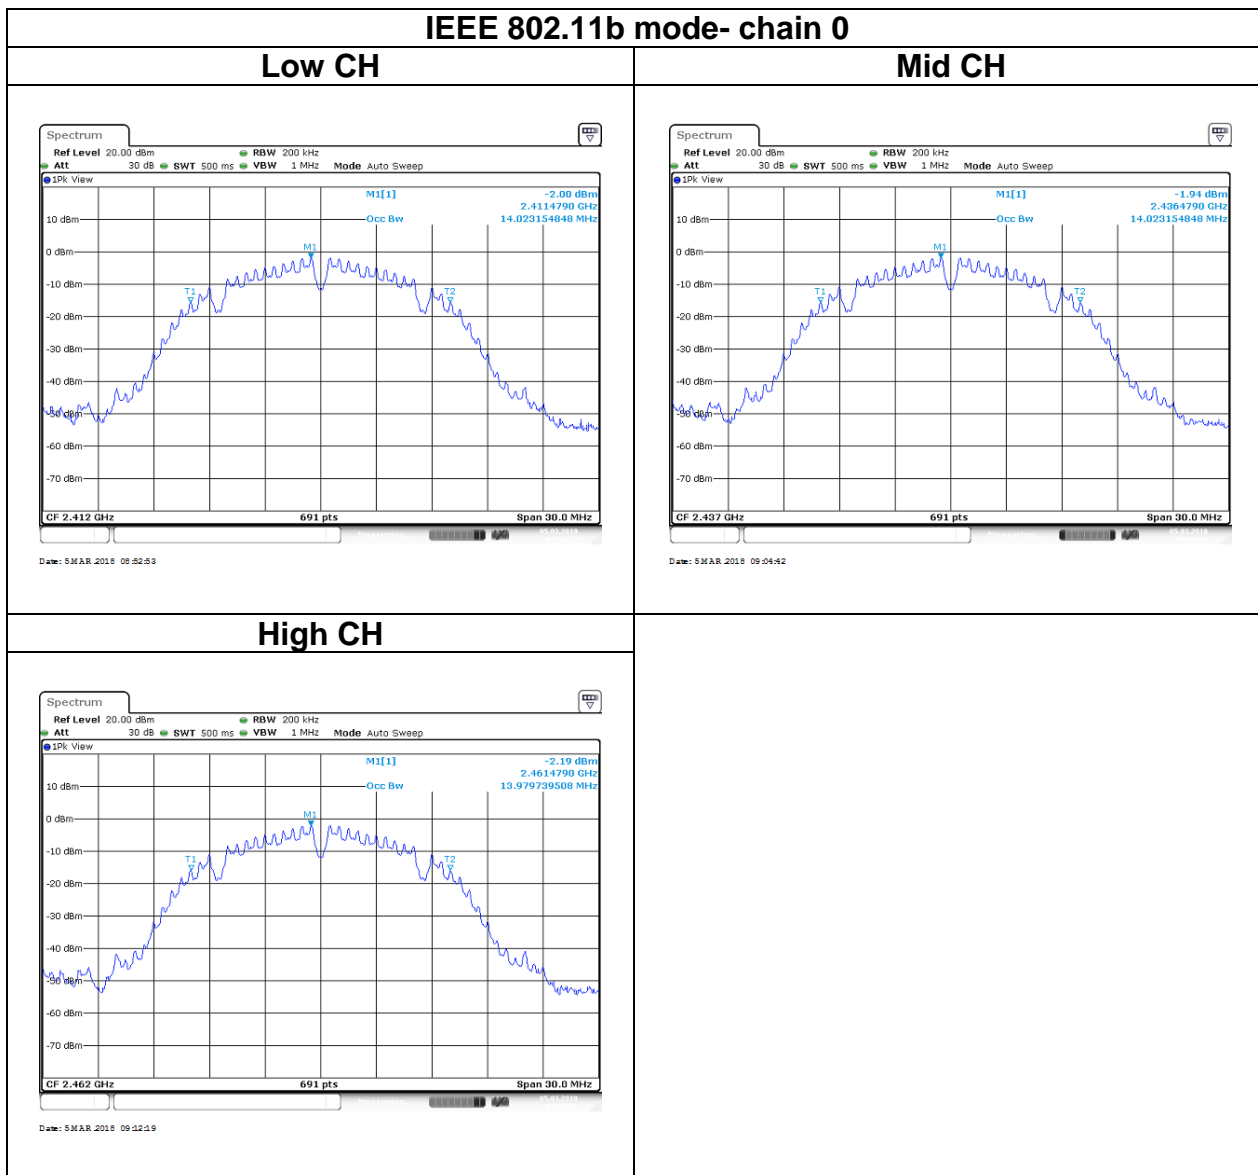 IEEE 802.11b mode- chain 0
Low CH
Mid CH
Spectrum
Ref Level 20.00 dBm RBW 200 kHz
Att 30 dB SWT 500 ms VBW 1 MHz Mode Auto Sweep
1Pk View
M1[1] -2.00 dBm
2.4114790 GHz
Occ Bw 14.023154848 MHz
10 dBm
0 dBm
M1
-10 dBm
T1
T2
-20 dBm
-30 dBm
-40 dBm
-50 dBm
-60 dBm
-70 dBm
CF 2.412 GHz 691 pts Span 30.0 MHz
Date: 5.MAR.2018 08:52:53
Spectrum
Ref Level 20.00 dBm RBW 200 kHz
Att 30 dB SWT 500 ms VBW 1 MHz Mode Auto Sweep
1Pk View
M1[1] -1.94 dBm
2.4364790 GHz
Occ Bw 14.023154848 MHz
10 dBm
0 dBm
M1
-10 dBm
T1
T2
-20 dBm
-30 dBm
-40 dBm
-50 dBm
-60 dBm
-70 dBm
CF 2.437 GHz 691 pts Span 30.0 MHz
Date: 5.MAR.2018 09:04:42
High CH
Spectrum
Ref Level 20.00 dBm RBW 200 kHz
Att 30 dB SWT 500 ms VBW 1 MHz Mode Auto Sweep
1Pk View
M1[1] -2.19 dBm
2.4614790 GHz
Occ Bw 13.979739508 MHz
10 dBm
0 dBm
M1
-10 dBm
T1
T2
-20 dBm
-30 dBm
-40 dBm
-50 dBm
-60 dBm
-70 dBm
CF 2.462 GHz 691 pts Span 30.0 MHz
Date: 5.MAR.2018 09:12:19